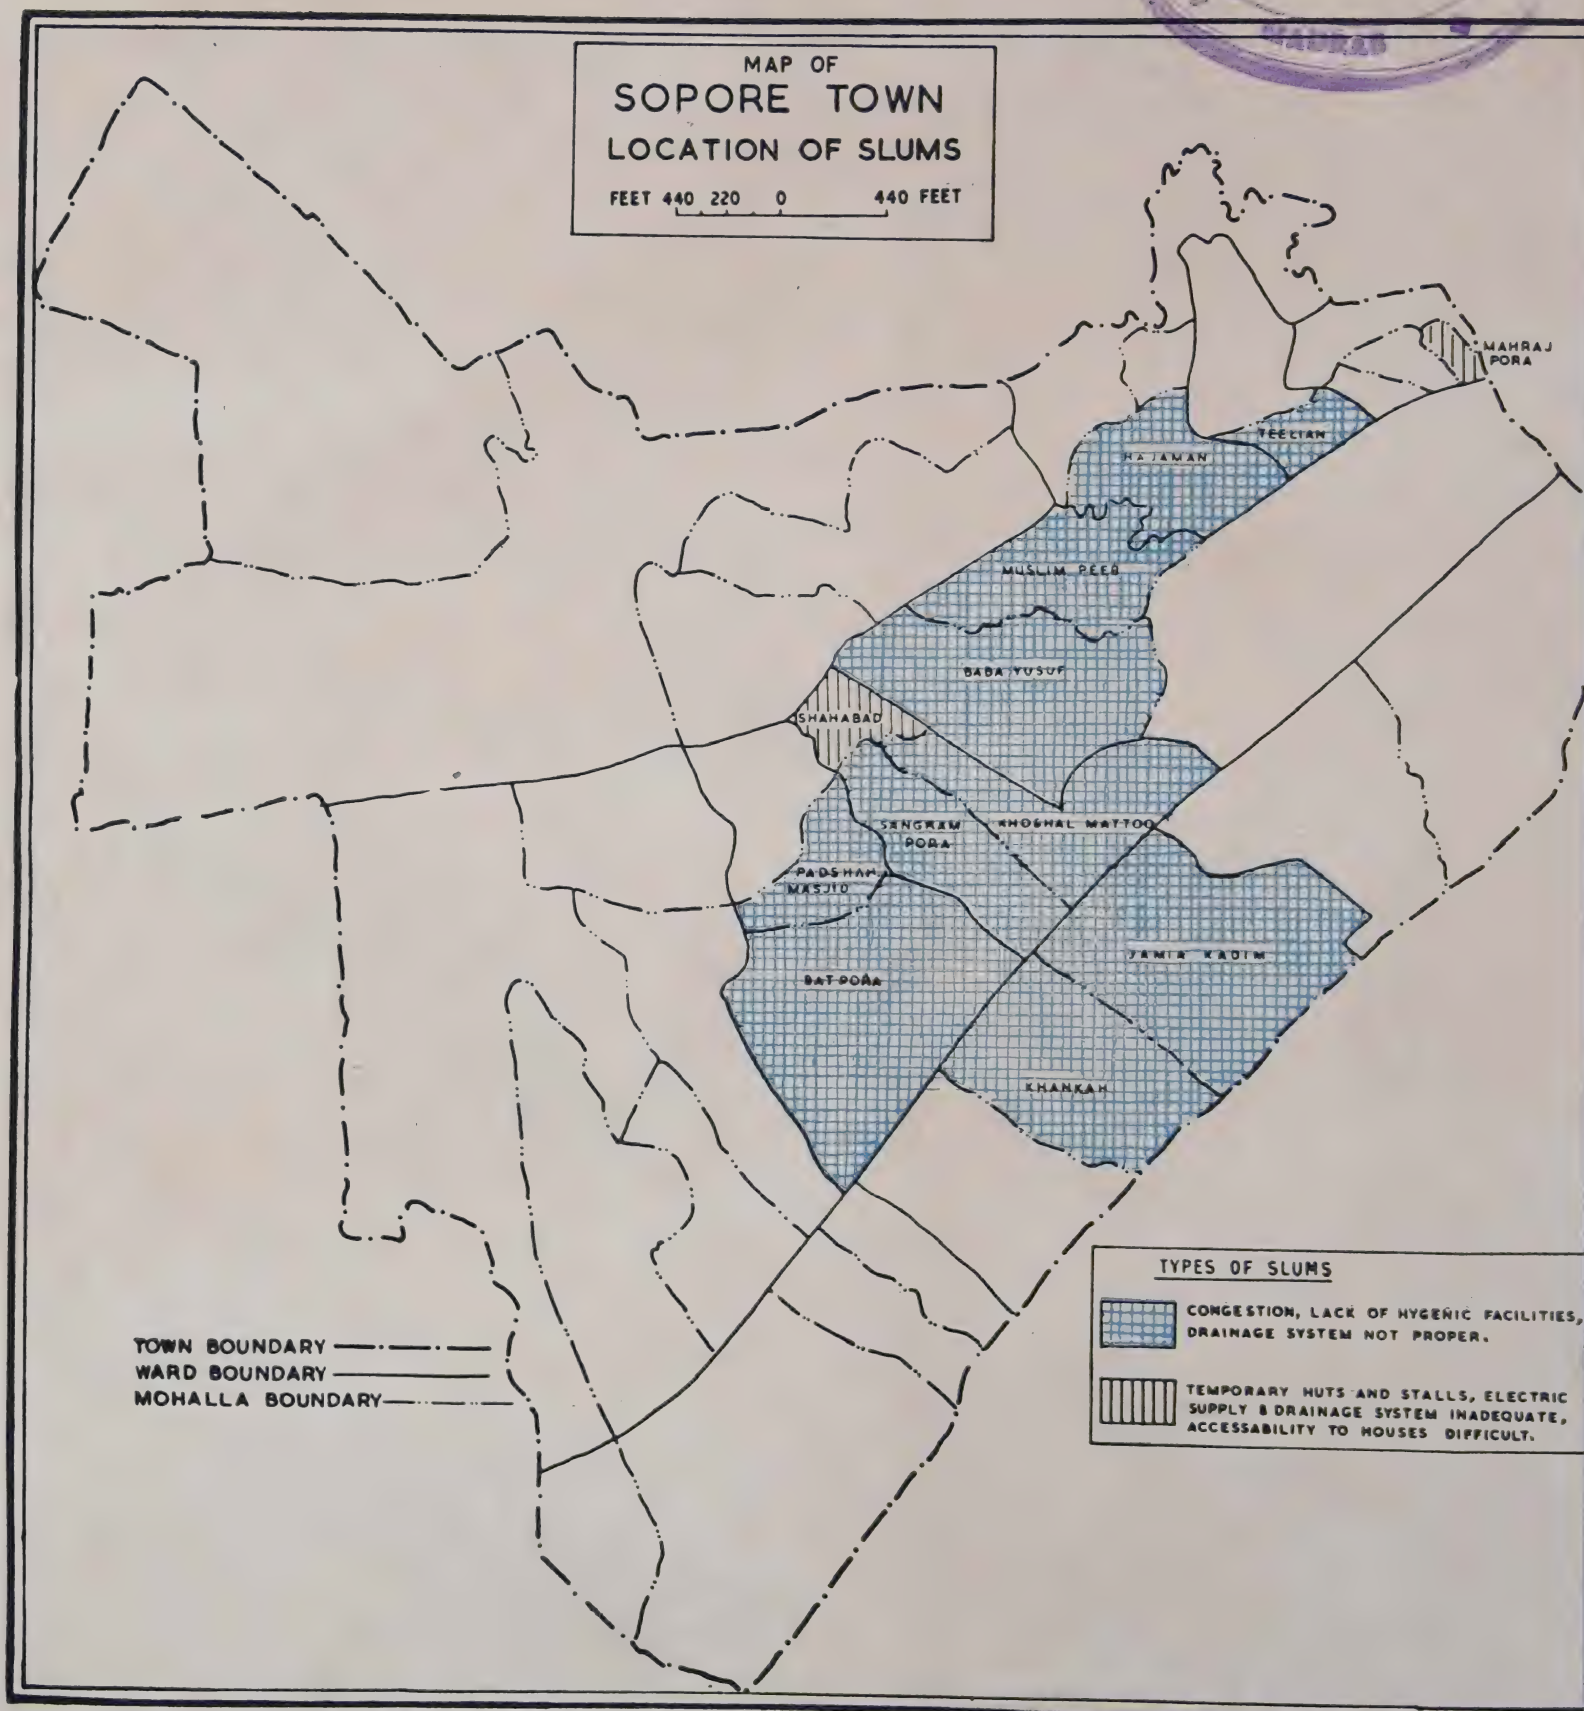 MADRAS
MAP OF
SOPORE TOWN
LOCATION OF SLUMS
FEET 440 220 0 440 FEET
MAHRAJ
PORA
TEELIAN
HAJAMAN
MUSLIM PEER
BABA YUSUF
SHAHABAD
SANGRAM
PORA
KHOSHAL MATTOO
PADSHAH
MASJID
JAMIA KADIM
BATPORA
KHANKAH
TYPES OF SLUMS
CONGESTION, LACK OF HYGENIC FACILITIES,
DRAINAGE SYSTEM NOT PROPER.
TEMPORARY HUTS AND STALLS, ELECTRIC
SUPPLY & DRAINAGE SYSTEM INADEQUATE,
ACCESSABILITY TO HOUSES DIFFICULT.
TOWN BOUNDARY
WARD BOUNDARY
MOHALLA BOUNDARY